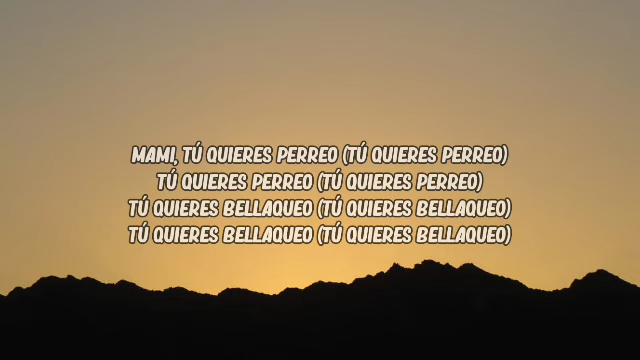 MAMI, TÚ QUIERES PERREO (TÚ QUIERES PERREO)
TÚ QUIERES PERREO (TÚ QUIERES PERREO)
TÚ QUIERES BELLAQUEO (TÚ QUIERES BELLAQUEO)
TÚ QUIERES BELLAQUEO (TÚ QUIERES BELLAQUEO)